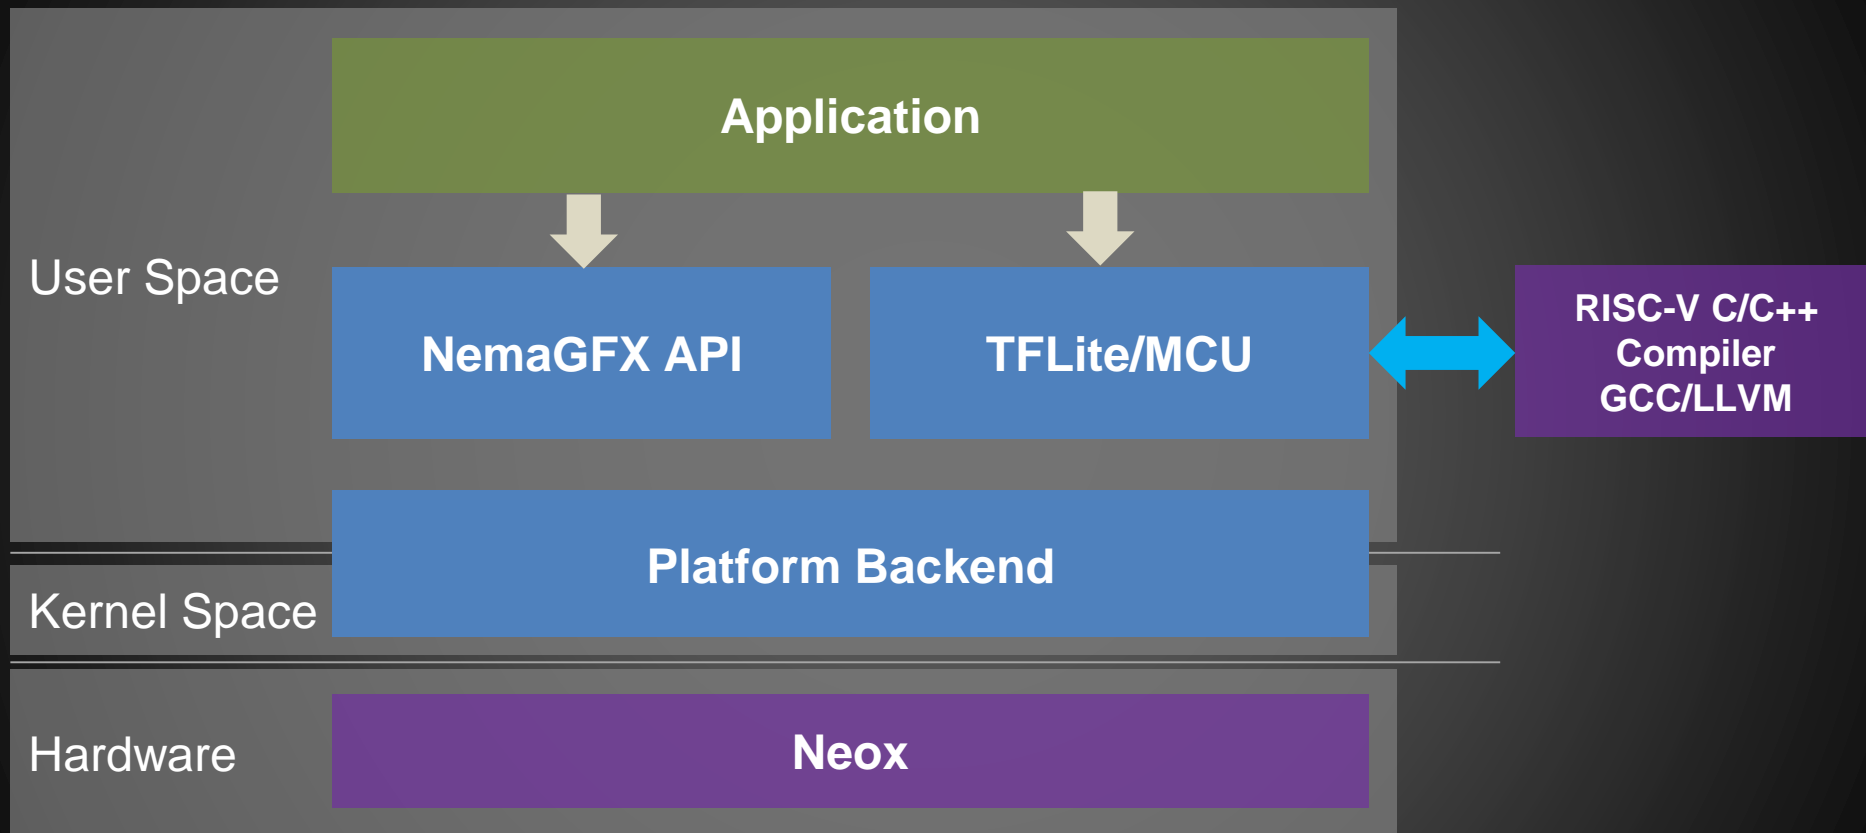 Application
User Space
NemaGFX API
TFLite/MCU
RISC-V C/C++
Compiler
GCC/LLVM
Platform Backend
Kernel Space
Hardware
Neox